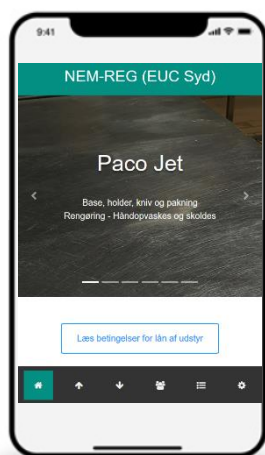 9:41
NEM-REG (EUC Syd)
Paco Jet
Base, holder, kniv og pakning
Rengøring - Håndopvaskes og skoldes
Læs betingelser for lån af udstyr